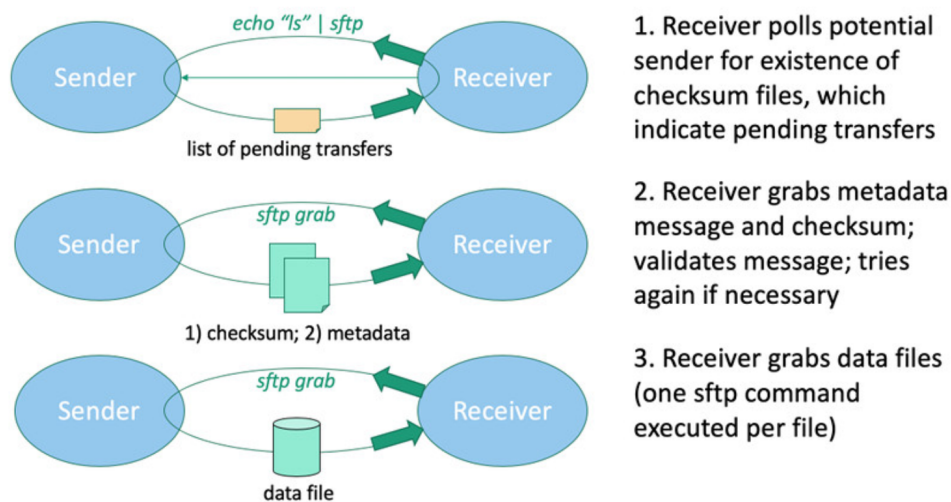 echo “ls” | sftp
Sender
Receiver
list of pending transfers
1. Receiver polls potential
sender for existence of
checksum files, which
indicate pending transfers
sftp grab
Sender
Receiver
1) checksum; 2) metadata
2. Receiver grabs metadata
message and checksum;
validates message; tries
again if necessary
sftp grab
Sender
Receiver
data file
3. Receiver grabs data files
(one sftp command
executed per file)